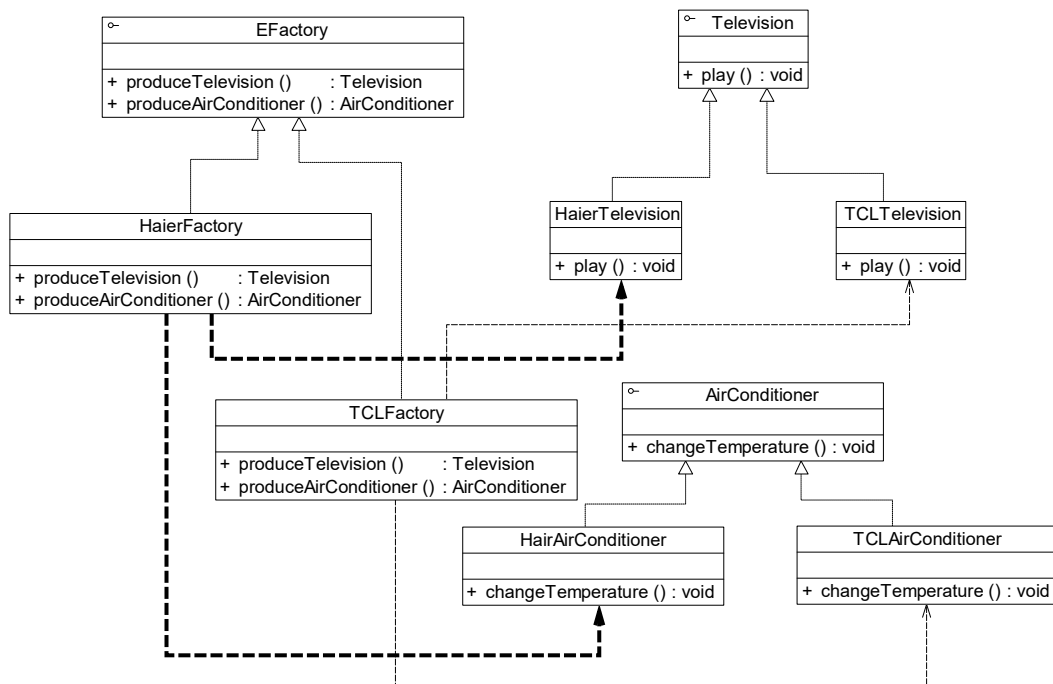 EFactory
+ produceTelevision () : Television
+ produceAirConditioner () : AirConditioner
Television
+ play () : void
HaierFactory
+ produceTelevision () : Television
+ produceAirConditioner () : AirConditioner
HaierTelevision
+ play () : void
TCLTelevision
+ play () : void
TCLFactory
+ produceTelevision () : Television
+ produceAirConditioner () : AirConditioner
AirConditioner
+ changeTemperature () : void
HairAirConditioner
+ changeTemperature () : void
TCLAirConditioner
+ changeTemperature () : void